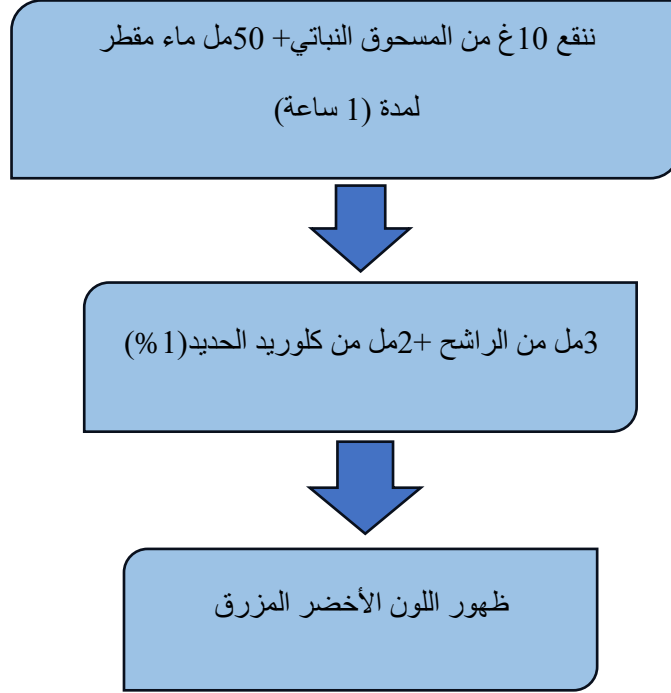 ننقع 10غ من المسحوق النباتي+ 50مل ماء مقطر
لمدة (1 ساعة)
3مل من الراشح +2مل من كلوريد الحديد(1%)
ظهور اللون الأخضر المزرق